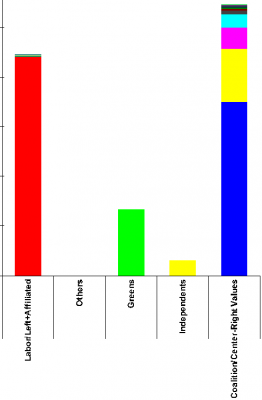 Labor/Left+Affiliated
Others
Greens
Independents
Coalition/Center-Right Values